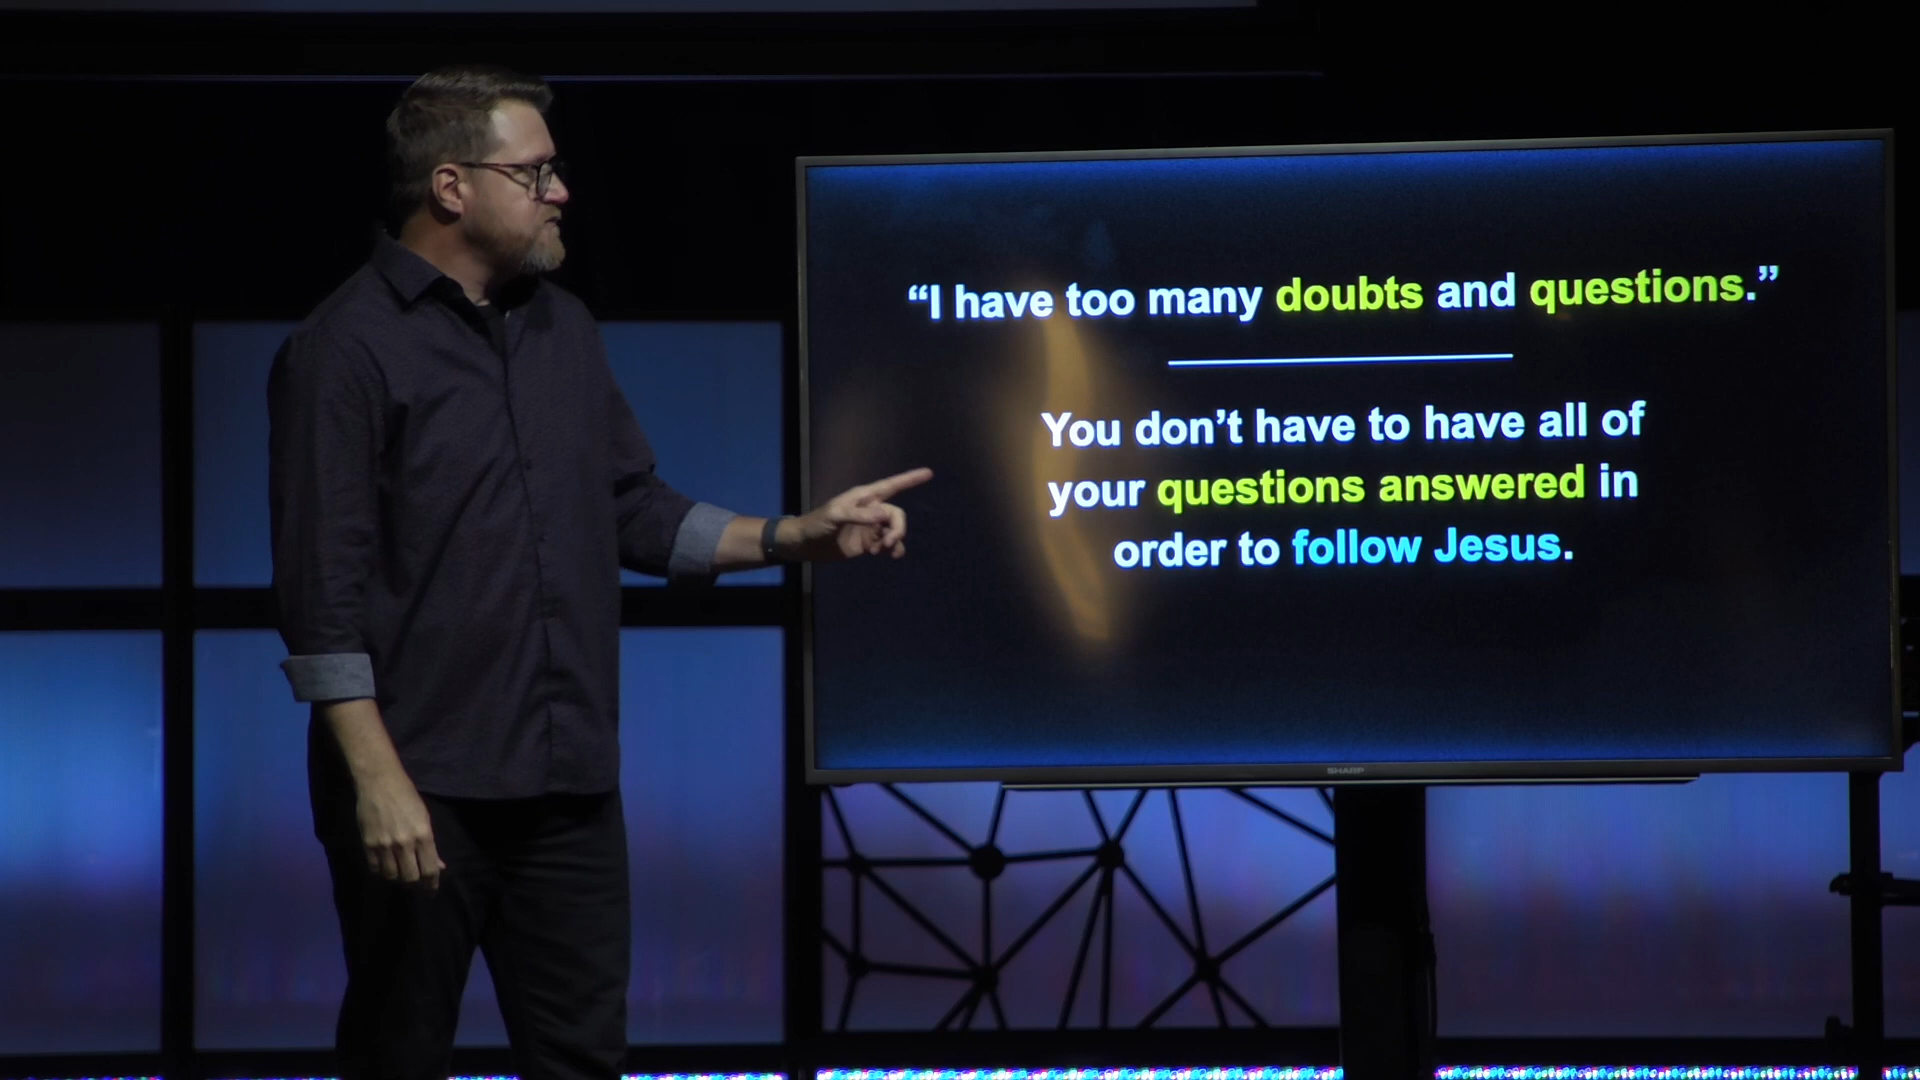 “I have too many doubts and questions.”
You don’t have to have all of
your questions answered in
order to follow Jesus.
SHARP